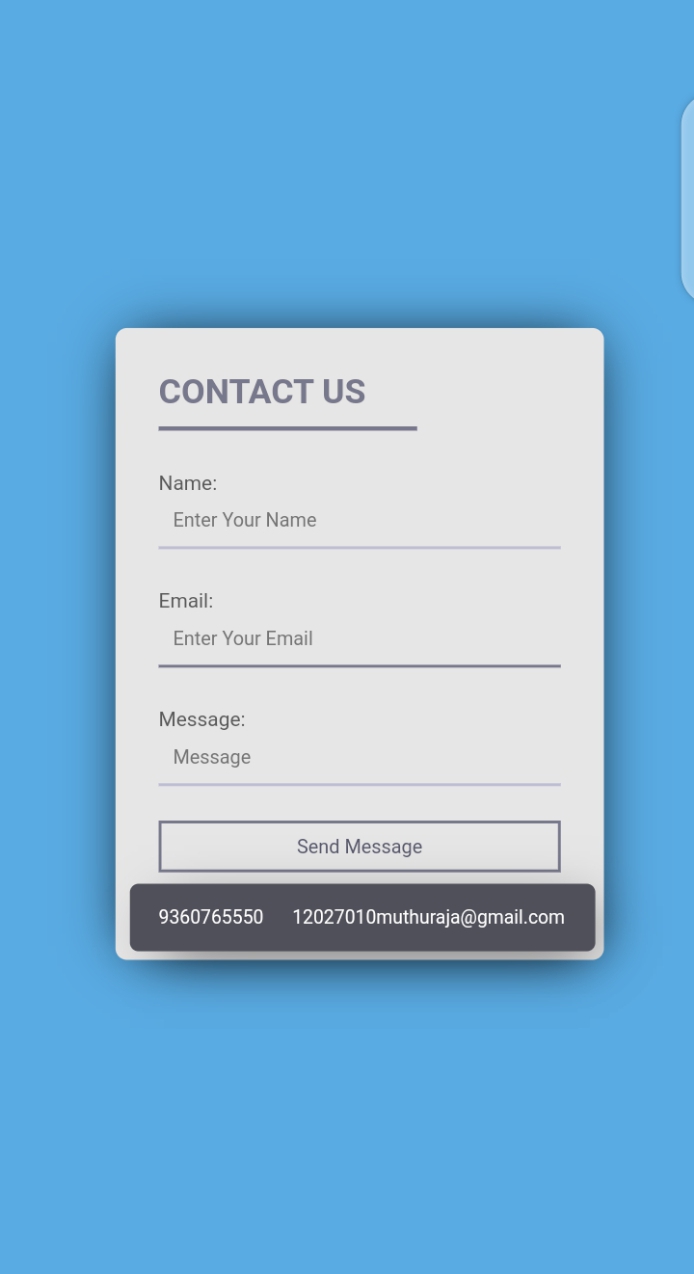 CONTACT US
Name:
Enter Your Name
Email:
Enter Your Email
Message:
Message
Send Message
9360765550 12027010muthuraja@gmail.com